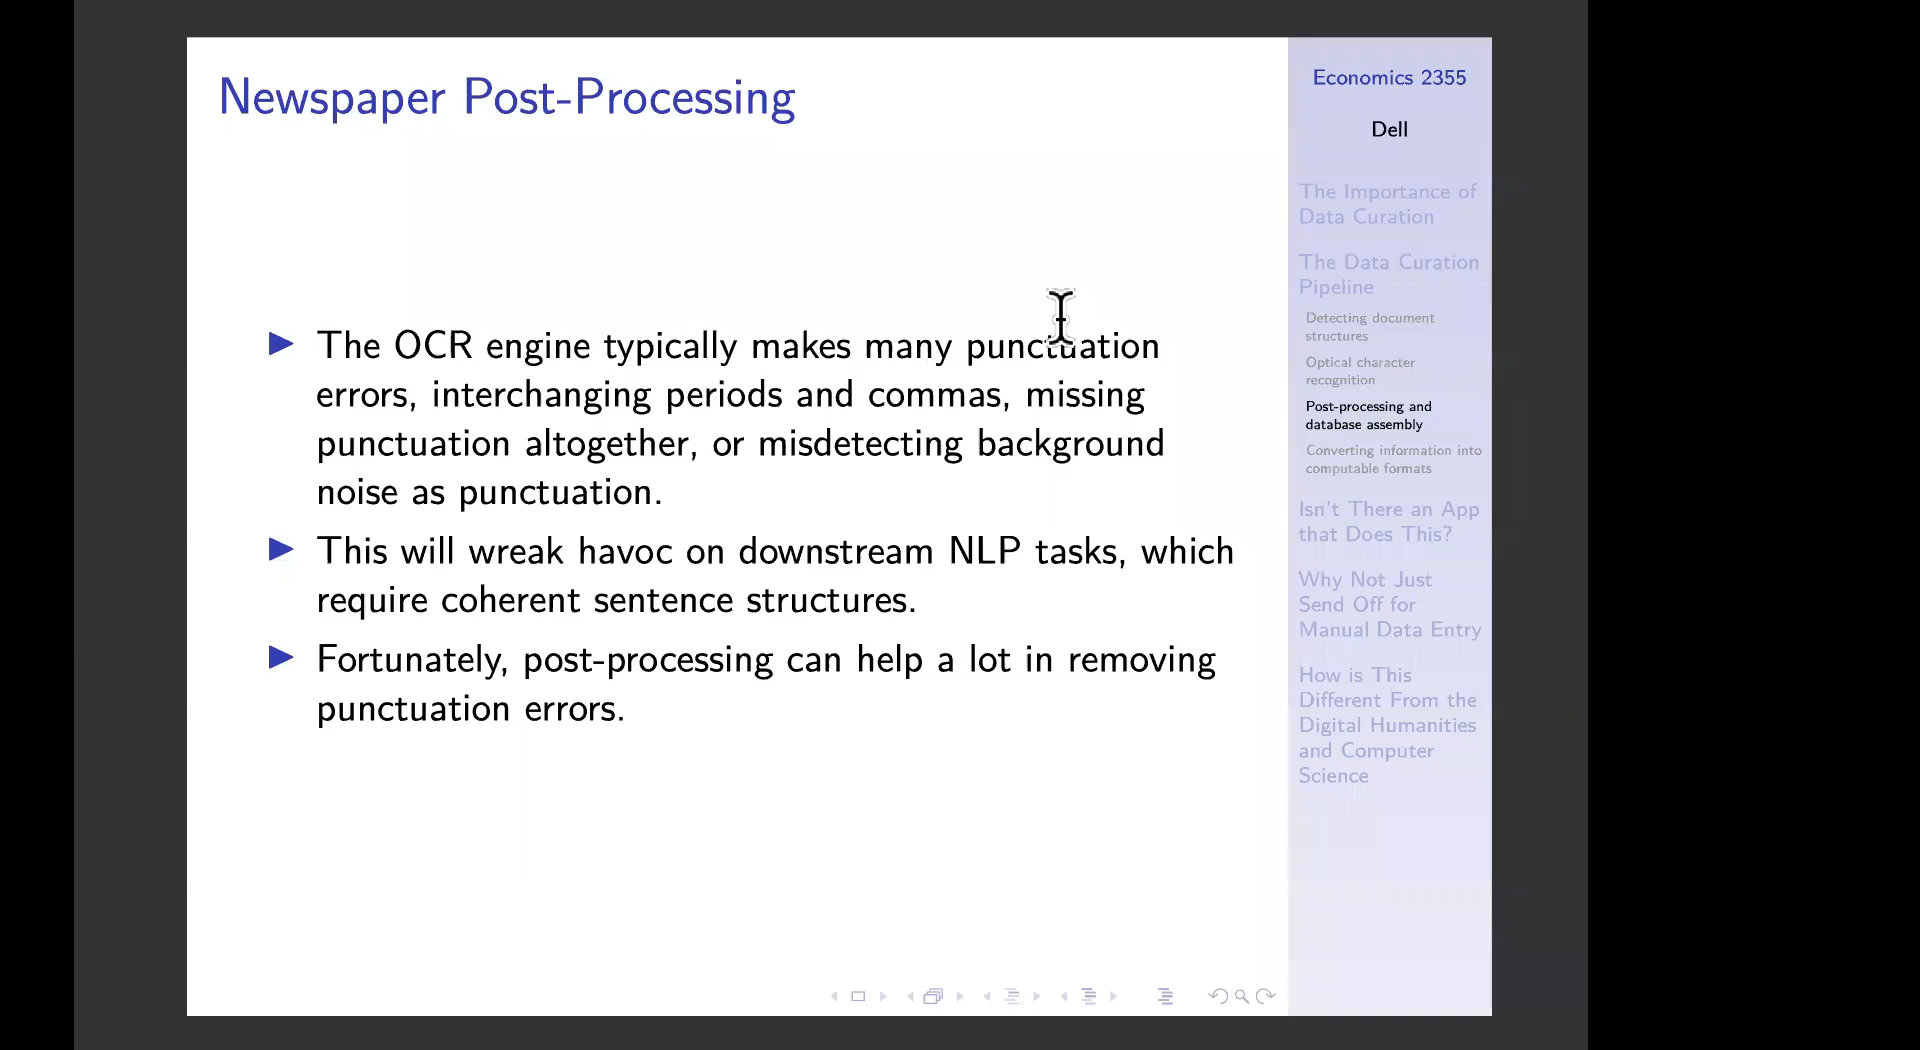 Newspaper Post-Processing
The OCR engine typically makes many punctuation
errors, interchanging periods and commas, missing
punctuation altogether, or misdetecting background
noise as punctuation.
This will wreak havoc on downstream NLP tasks, which
require coherent sentence structures.
Fortunately, post-processing can help a lot in removing
punctuation errors.
Economics 2355
Dell
The Importance of
Data Curation
The Data Curation
Pipeline
Detecting document
structures
Optical character
recognition
Post-processing and
database assembly
Converting information into
computable formats
Isn't There an App
that Does This?
Why Not Just
Send Off for
Manual Data Entry
How is This
Different From the
Digital Humanities
and Computer
Science